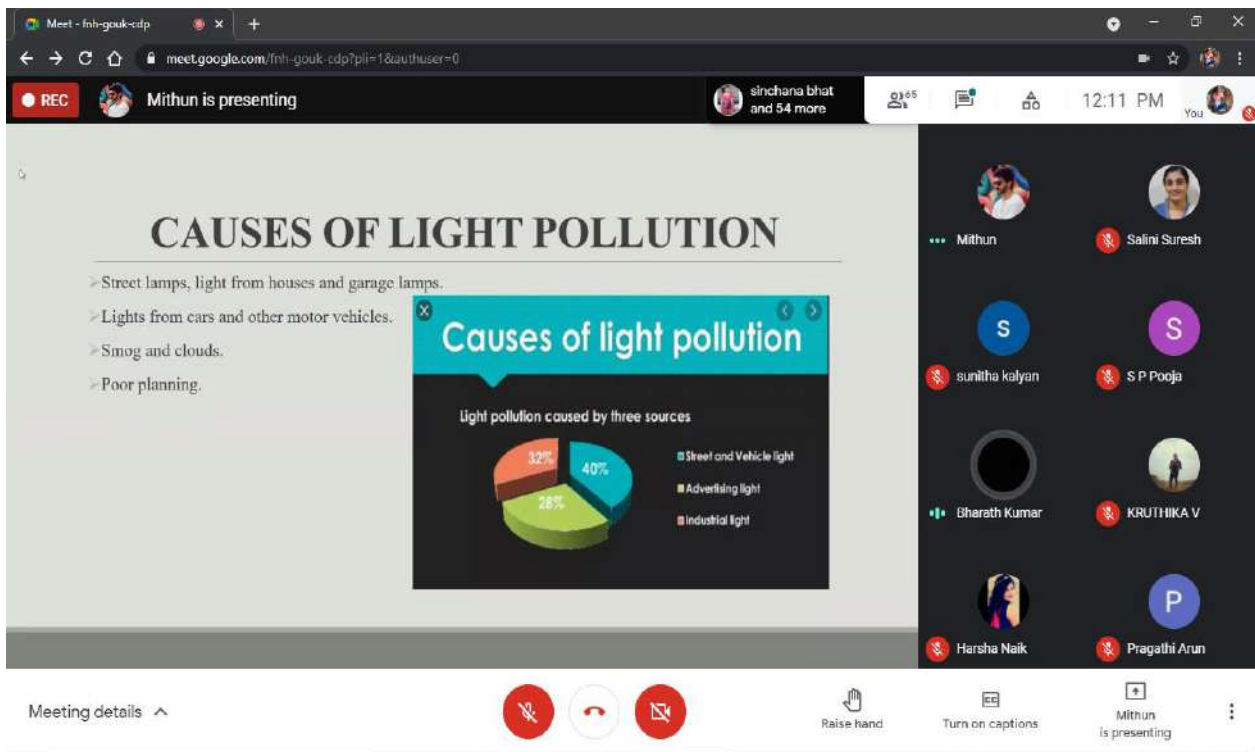 Meet - fnh-gouk-cdp
meet.google.com/fnh-gouk-cdp?pli=1&authuser=0
REC
Mithun is presenting
sinchana bhat
and 54 more
65
12:11 PM
You
CAUSES OF LIGHT POLLUTION
Street lamps, light from houses and garage lamps.
Lights from cars and other motor vehicles.
Smog and clouds.
Poor planning.
Causes of light pollution
Light pollution caused by three sources
32%
40%
28%
Street and Vehicle light
Advertising light
Industrial light
Mithun
Salini Suresh
S
S
sunitha kalyan
S P Pooja
Bharath Kumar
KRUTHIKA V
P
Harsha Naik
Pragathi Arun
Meeting details
Raise hand
CC
Turn on captions
Mithun
is presenting